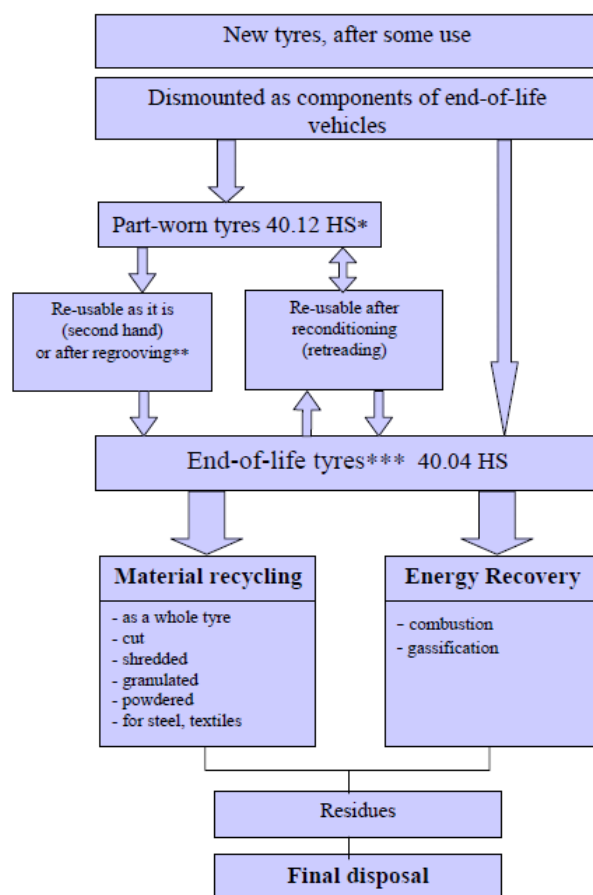 New tyres, after some use
Dismounted as components of end-of-life
vehicles
Part-worn tyres 40.12 HS*
Re-usable as it is
(second hand)
or after regrooving**
Re-usable after
reconditioning
(retreading)
End-of-life tyres*** 40.04 HS
Material recycling
- as a whole tyre
- cut
- shredded
- granulated
- powdered
- for steel, textiles
Energy Recovery
- combustion
- gassification
Residues
Final disposal